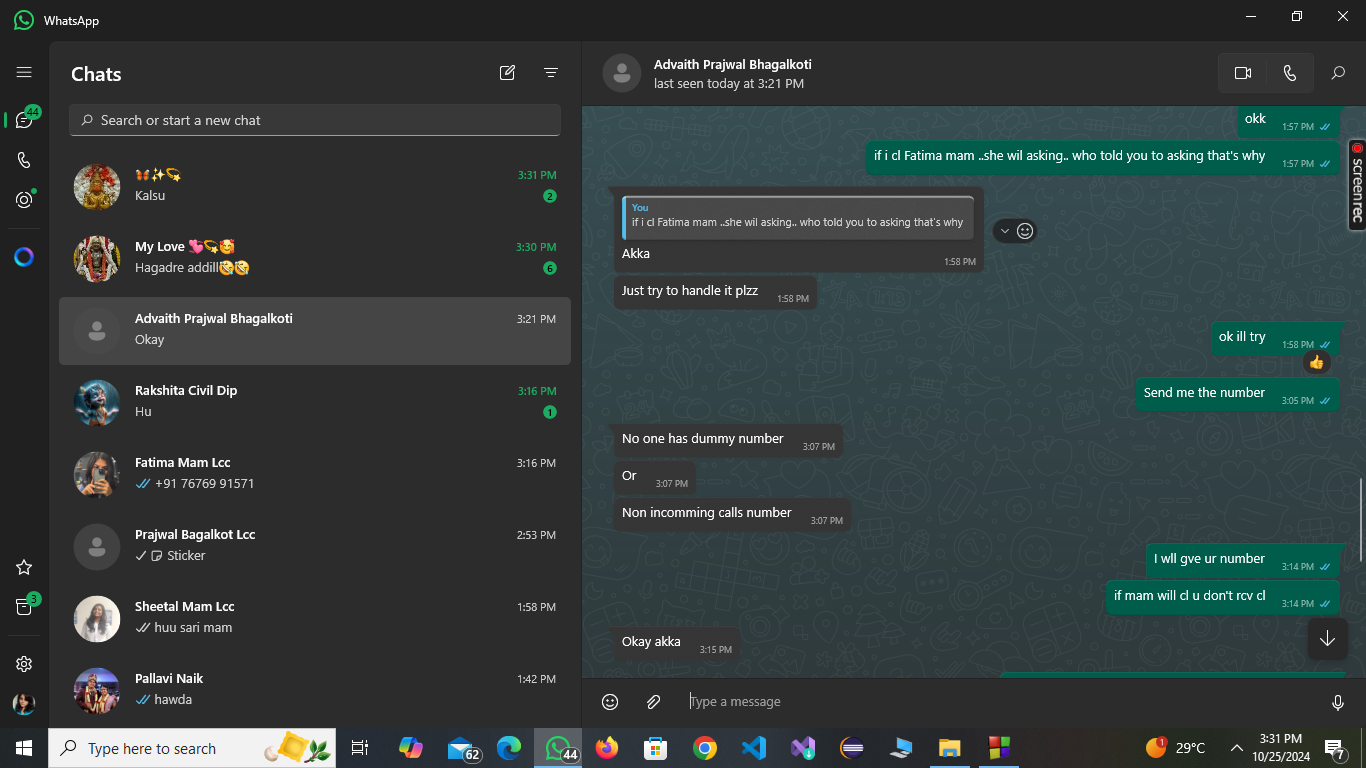 WhatsApp
Chats
Search or start a new chat
44
3:31 PM
Kalsu
2
My Love 💘💫🥰
3:30 PM
Hagadre addill🤣🤣
6
Advaith Prajwal Bhagalkoti
3:21 PM
Okay
Rakshita Civil Dip
3:16 PM
Hu
1
Fatima Mam Lcc
3:16 PM
+91 76769 91571
Prajwal Bagalkot Lcc
2:53 PM
Sticker
Sheetal Mam Lcc
1:58 PM
huu sari mam
3
Pallavi Naik
1:42 PM
hawda
Advaith Prajwal Bhagalkoti
last seen today at 3:21 PM
okk
1:57 PM
if i cl Fatima mam ..she wil asking.. who told you to asking that's why
1:57 PM
You
if i cl Fatima mam ..she wil asking.. who told you to asking that's why
Akka
1:58 PM
Just try to handle it plzz
1:58 PM
ok ill try
1:58 PM
Send me the number
3:05 PM
No one has dummy number
3:07 PM
Or
3:07 PM
Non incomming calls number
3:07 PM
I wll gve ur number
3:14 PM
if mam will cl u don't rcv cl
3:14 PM
Okay akka
3:15 PM
Type a message
screenrec
Type here to search
62
44
1
29°C
3:31 PM
10/25/2024
7